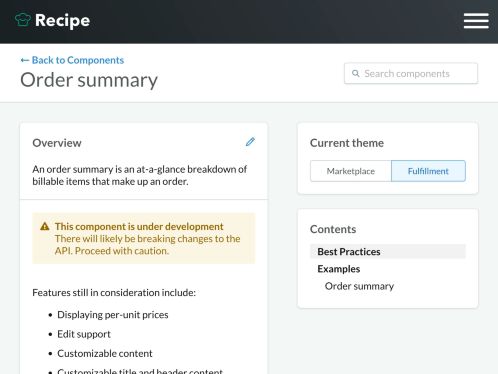 Recipe
← Back to Components
Order summary
Search components
Overview
An order summary is an at-a-glance breakdown of
billable items that make up an order.
This component is under development
There will likely be breaking changes to the
API. Proceed with caution.
Features still in consideration include:
• Displaying per-unit prices
• Edit support
• Customizable content
• Customizable title and header content
Current theme
Marketplace
Fulfillment
Contents
Best Practices
Examples
Order summary